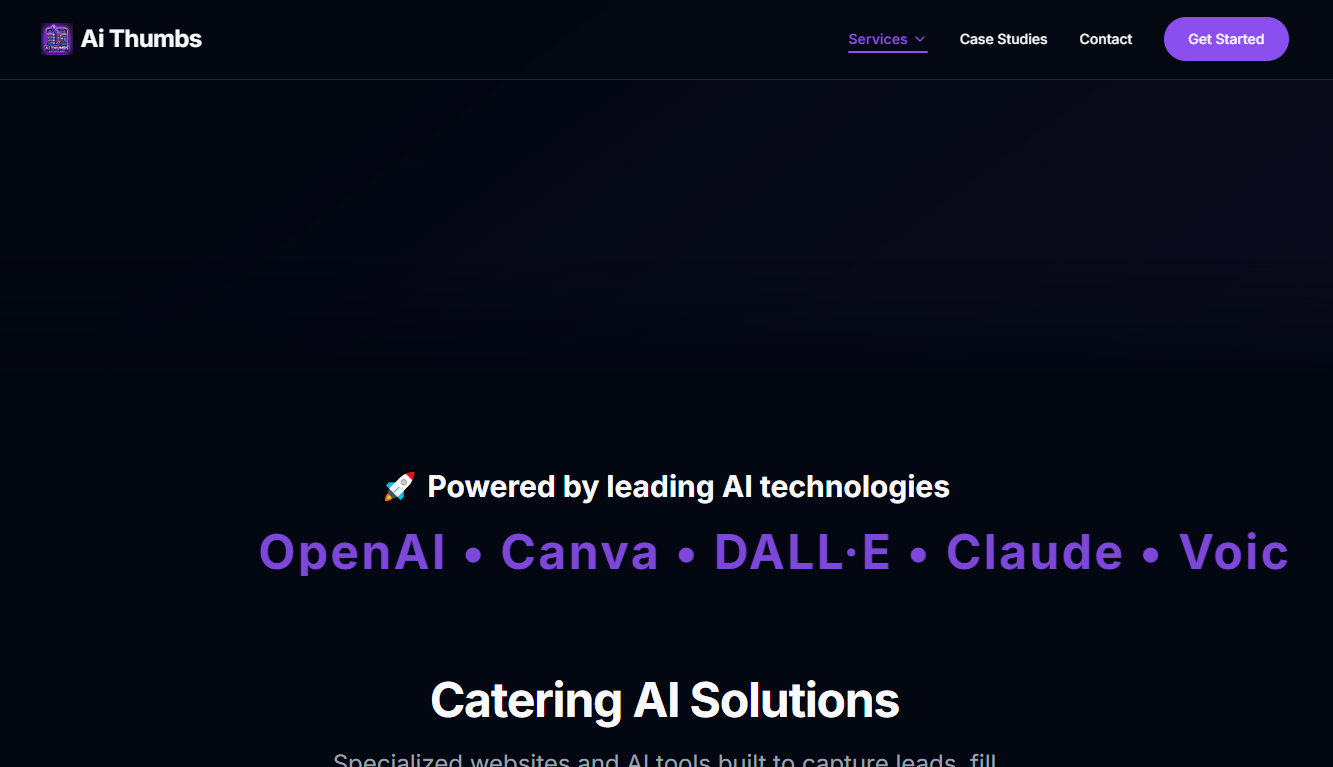 Ai Thumbs
Services
Case Studies
Contact
Get Started
🚀 Powered by leading AI technologies
OpenAI • Canva • DALL·E • Claude • Voic
Catering AI Solutions
Specialized websites and AI tools built to capture leads, fill